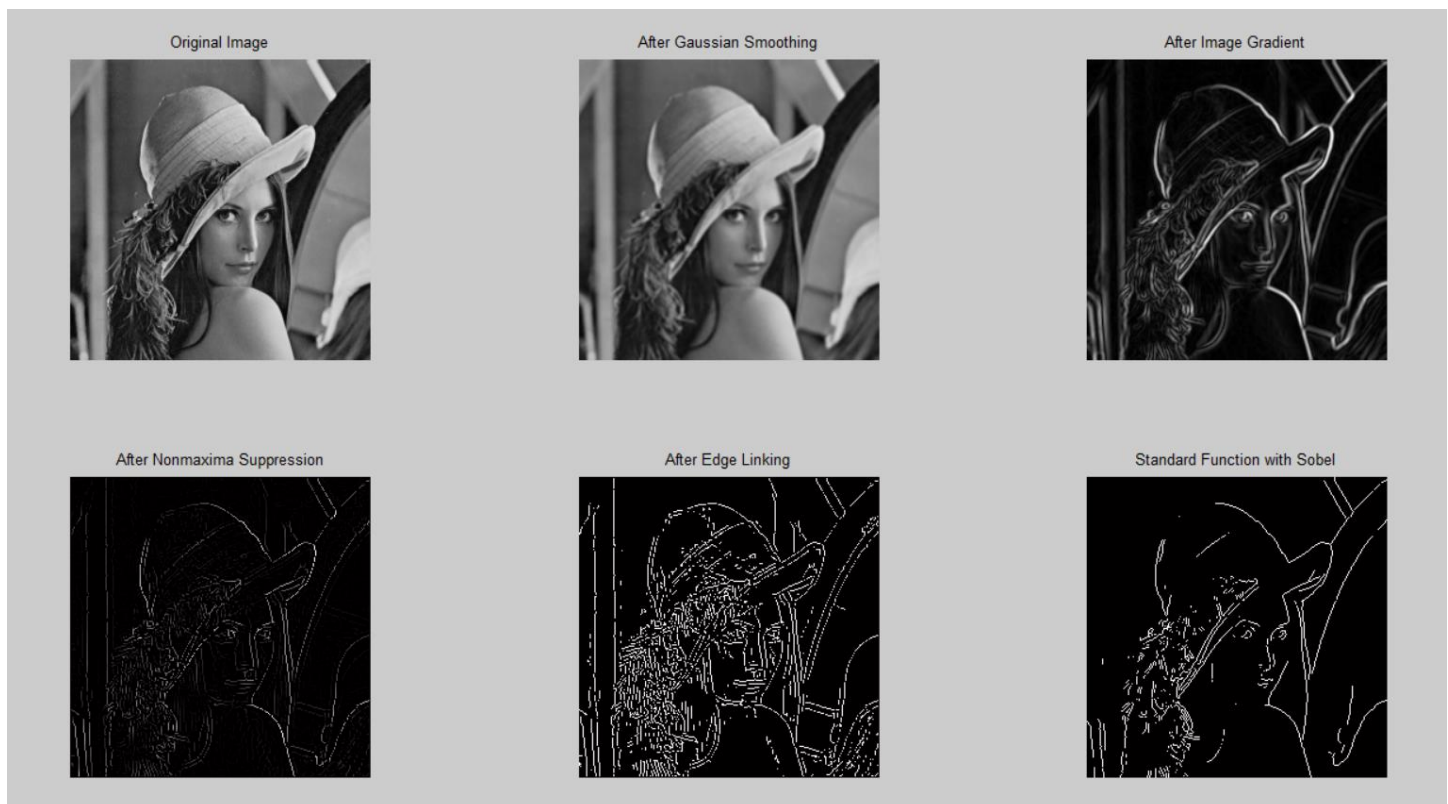 Original Image
After Gaussian Smoothing
After Image Gradient
After Nonmaxima Suppression
After Edge Linking
Standard Function with Sobel